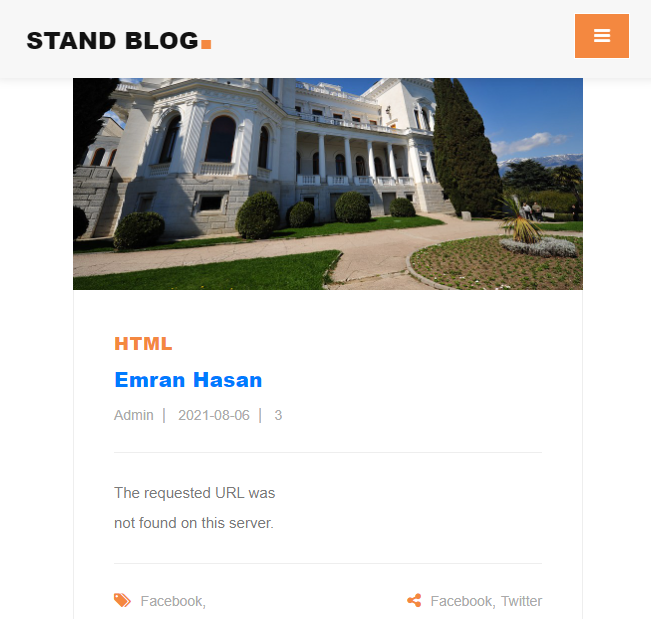 STAND BLOG.
HTML
Emran Hasan
Admin | 2021-08-06 | 3
The requested URL was
not found on this server.
Facebook,
Facebook, Twitter